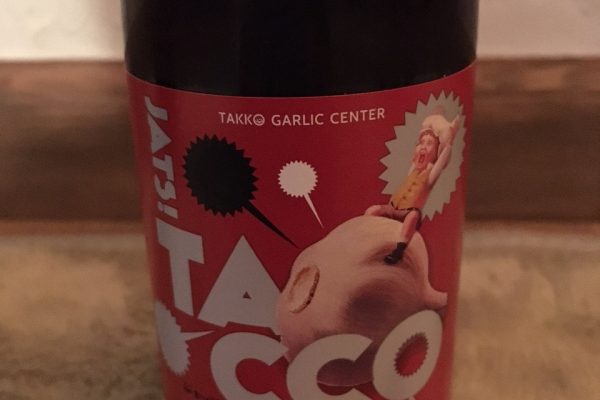 TAKKO GARLIC CENTER
JATS!
TA
CCO